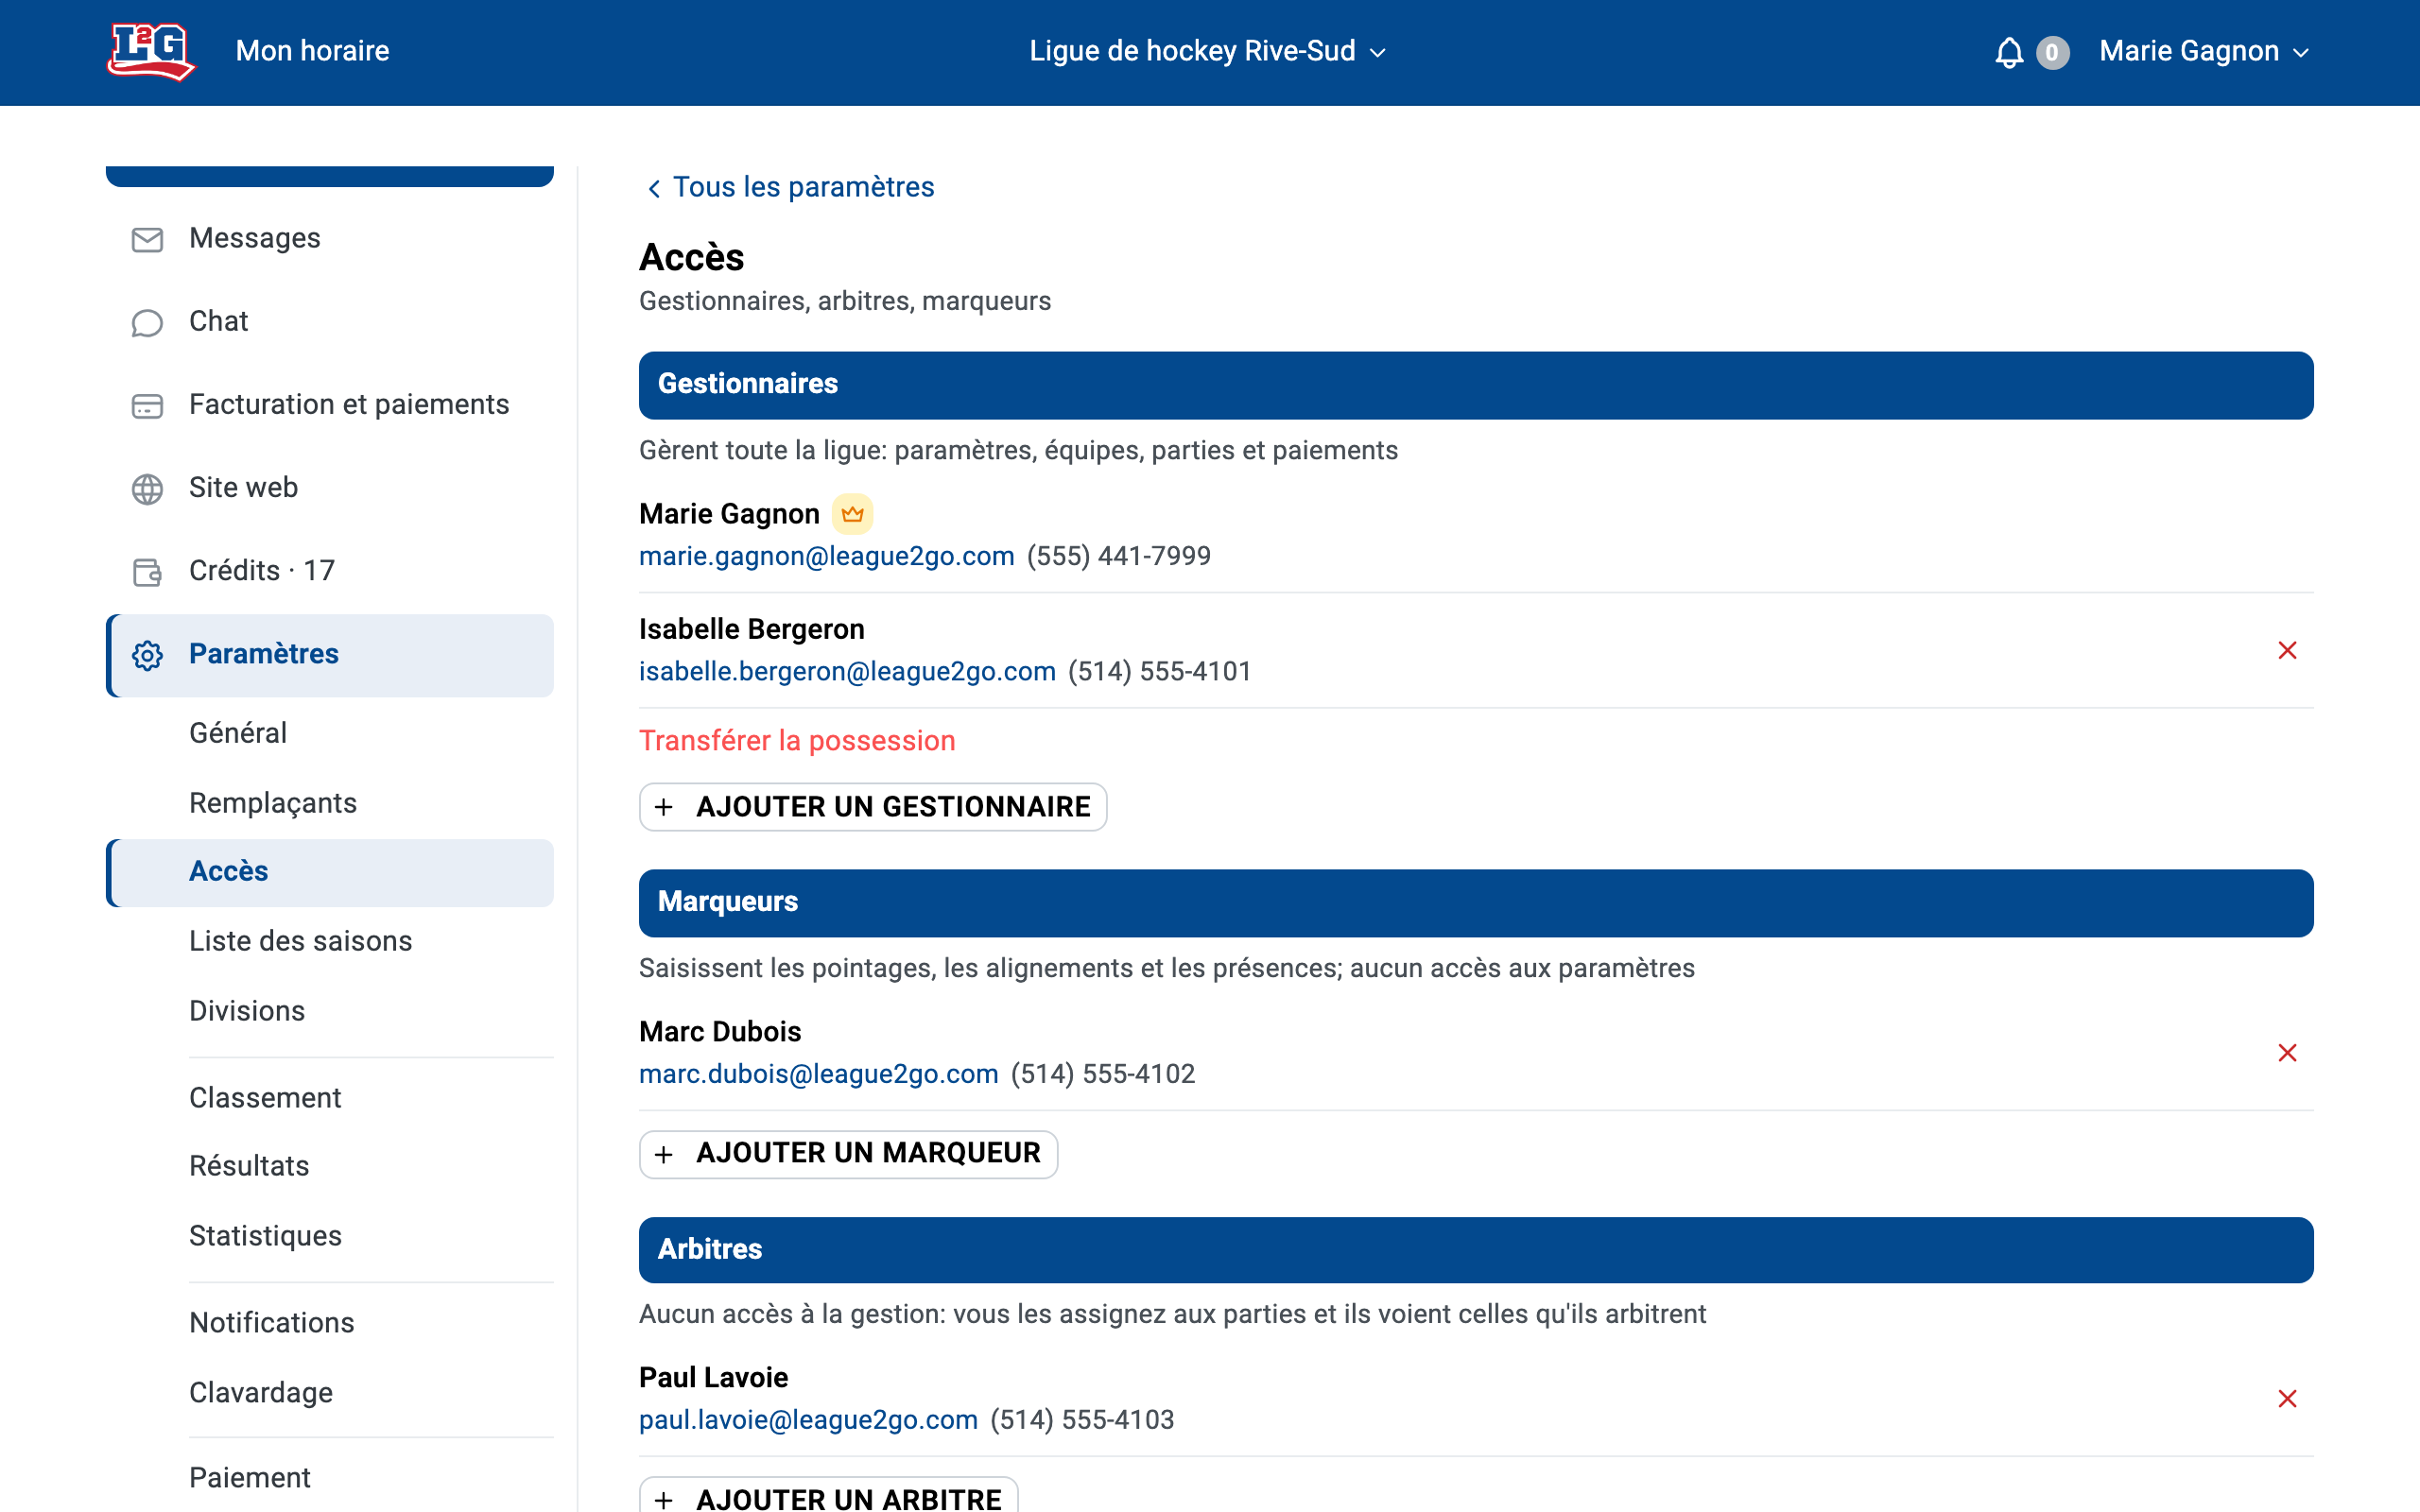 L2G
Mon horaire
Ligue de hockey Rive-Sud
0
Marie Gagnon
Messages
Chat
Facturation et paiements
Site web
Crédits · 17
Paramètres
Général
Remplaçants
Accès
Liste des saisons
Divisions
Classement
Résultats
Statistiques
Notifications
Clavardage
Paiement
Tous les paramètres
Accès
Gestionnaires, arbitres, marqueurs
Gestionnaires
Gèrent toute la ligue: paramètres, équipes, parties et paiements
Marie Gagnon
marie.gagnon@league2go.com (555) 441-7999
Isabelle Bergeron
isabelle.bergeron@league2go.com (514) 555-4101
Transférer la possession
+ AJOUTER UN GESTIONNAIRE
Marqueurs
Saisissent les pointages, les alignements et les présences; aucun accès aux paramètres
Marc Dubois
marc.dubois@league2go.com (514) 555-4102
+ AJOUTER UN MARQUEUR
Arbitres
Aucun accès à la gestion: vous les assignez aux parties et ils voient celles qu'ils arbitrent
Paul Lavoie
paul.lavoie@league2go.com (514) 555-4103
+ AJOUTER UN ARBITRE